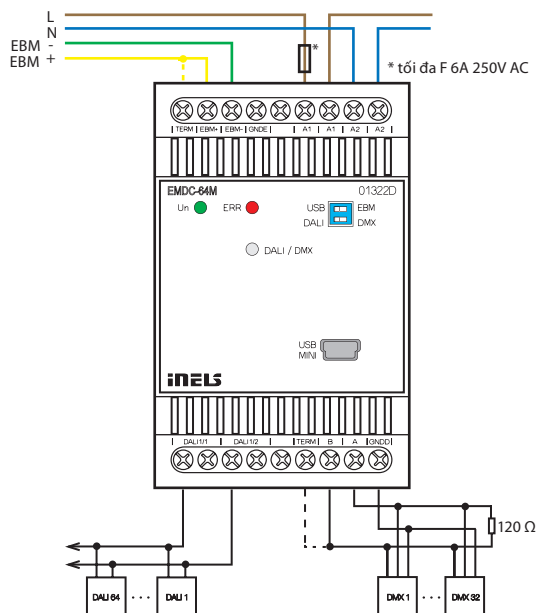 L
N
EBM -
EBM +
*
* tối đa F 6A 250V AC
TERM EBM+ EBM- GNDE A1 A1 A2 A2
EMDC-64M 01322D
Un ERR USB EBM
DALI DMX
DALI / DMX
USB
MINI
iNELS
DALI1/1 DALI1/2 TERM B A GNDD
120 Ω
DALI 64 ··· DALI 1 DMX 1 ··· DMX 32